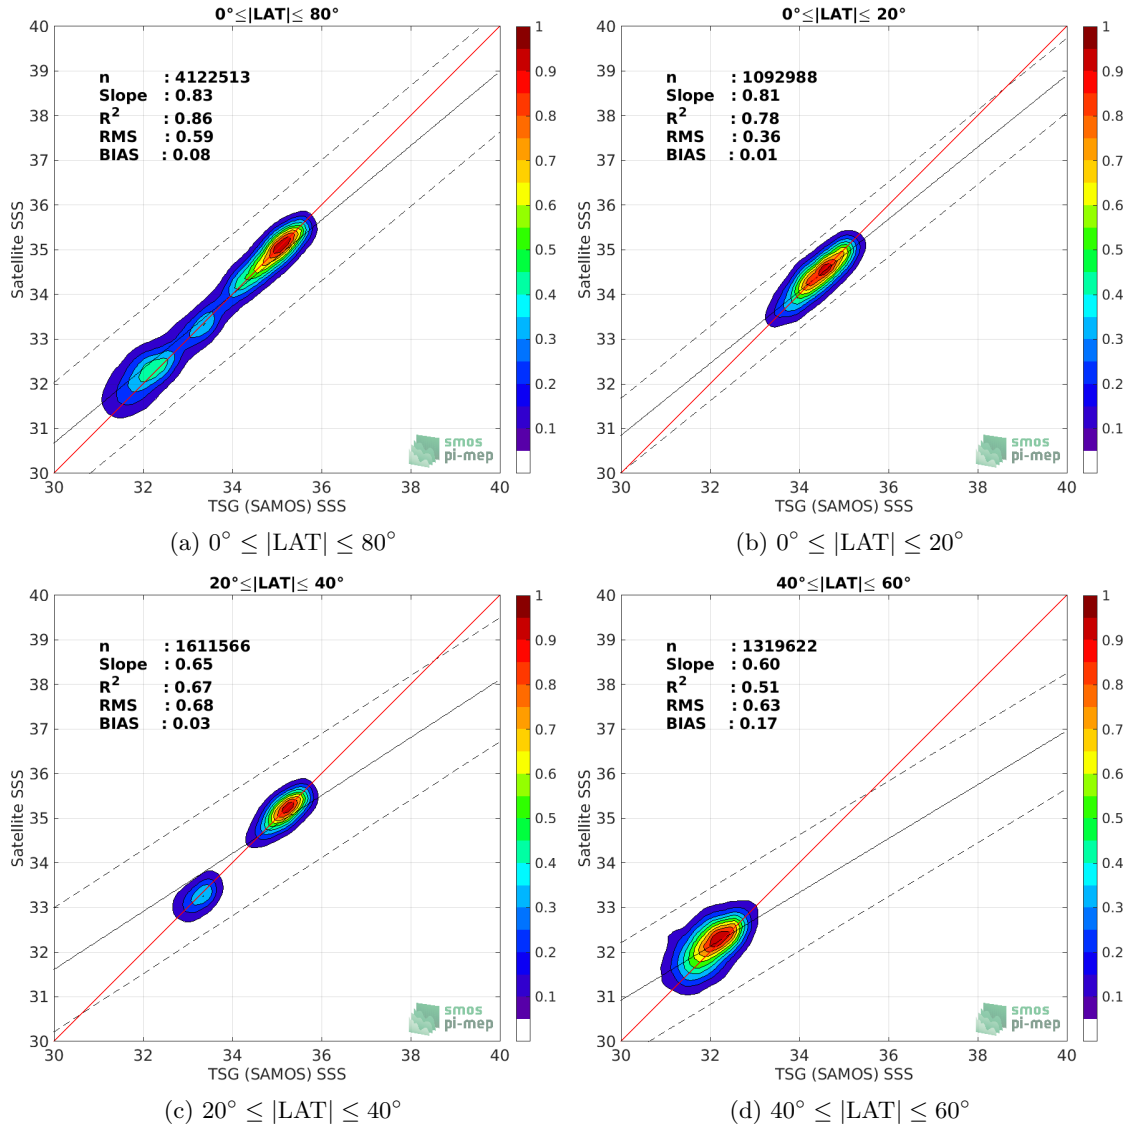 0°≤|LAT|≤ 80°
40
39
38
37
36
35
34
33
32
31
30
30
32
34
36
38
40
Satellite SSS
TSG (SAMOS) SSS
n : 4122513
Slope : 0.83
R² : 0.86
RMS : 0.59
BIAS : 0.08
1
0.9
0.8
0.7
0.6
0.5
0.4
0.3
0.2
0.1
smos
pi-mep
(a) 0° ≤ |LAT| ≤ 80°
0°≤|LAT|≤ 20°
40
39
38
37
36
35
34
33
32
31
30
30
32
34
36
38
40
Satellite SSS
TSG (SAMOS) SSS
n : 1092988
Slope : 0.81
R² : 0.78
RMS : 0.36
BIAS : 0.01
1
0.9
0.8
0.7
0.6
0.5
0.4
0.3
0.2
0.1
smos
pi-mep
(b) 0° ≤ |LAT| ≤ 20°
20°≤|LAT|≤ 40°
40
39
38
37
36
35
34
33
32
31
30
30
32
34
36
38
40
Satellite SSS
TSG (SAMOS) SSS
n : 1611566
Slope : 0.65
R² : 0.67
RMS : 0.68
BIAS : 0.03
1
0.9
0.8
0.7
0.6
0.5
0.4
0.3
0.2
0.1
smos
pi-mep
(c) 20° ≤ |LAT| ≤ 40°
40°≤|LAT|≤ 60°
40
39
38
37
36
35
34
33
32
31
30
30
32
34
36
38
40
Satellite SSS
TSG (SAMOS) SSS
n : 1319622
Slope : 0.60
R² : 0.51
RMS : 0.63
BIAS : 0.17
1
0.9
0.8
0.7
0.6
0.5
0.4
0.3
0.2
0.1
smos
pi-mep
(d) 40° ≤ |LAT| ≤ 60°